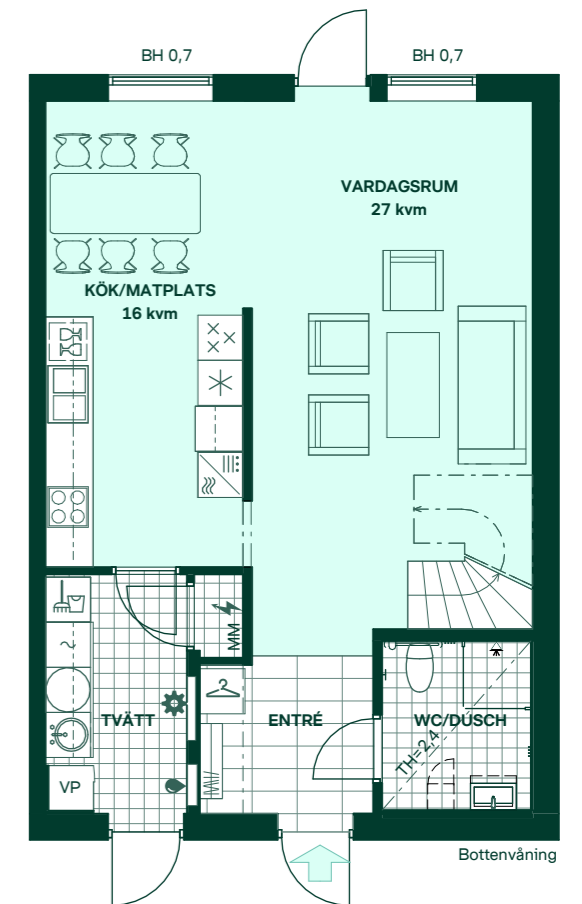 BH 0,7
BH 0,7
VARDAGSRUM
27 kvm
KÖK/MATPLATS
16 kvm
MM
TVÄTT
ENTRÉ
WC/DUSCH
TH=2,4
VP
Bottenvåning